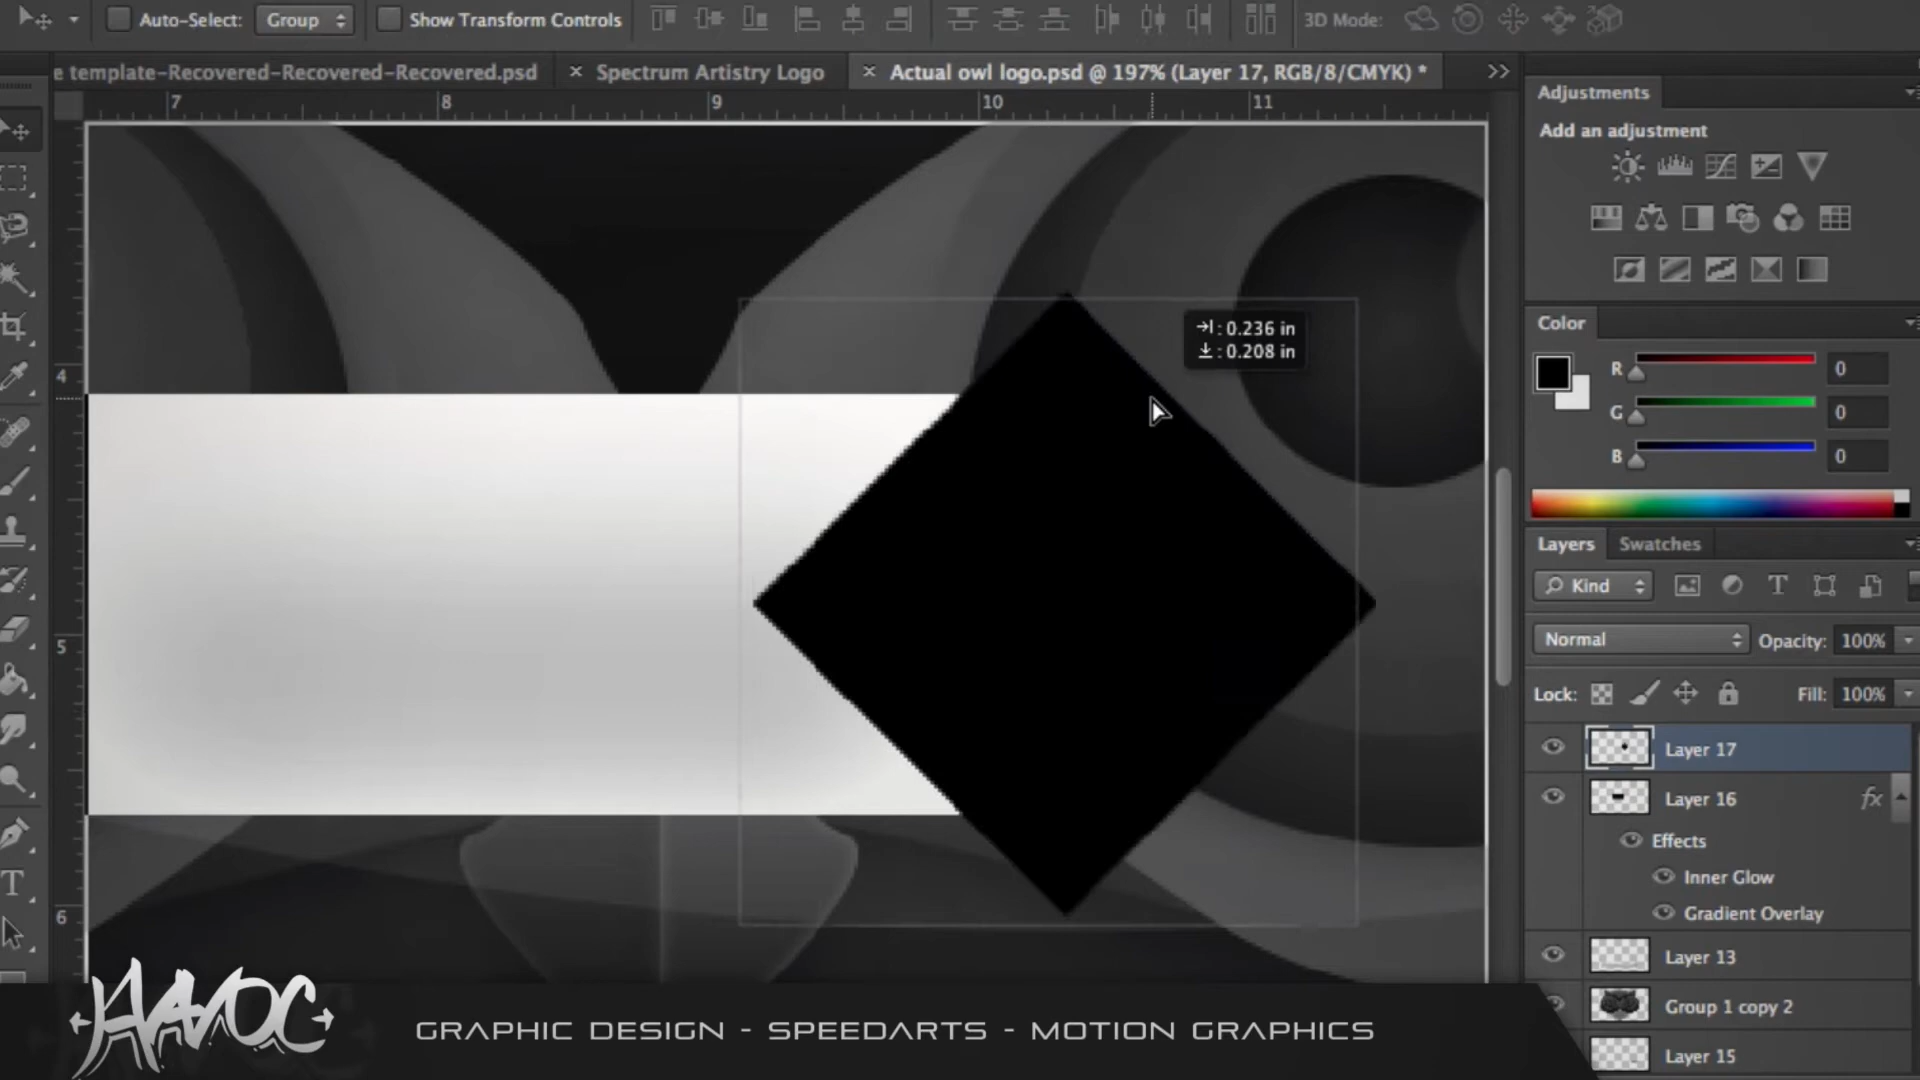 Auto-Select: Group Show Transform Controls 3D Mode:
e template-Recovered-Recovered-Recovered.psd × Spectrum Artistry Logo × Actual owl logo.psd @ 197% (Layer 17, RGB/8/CMYK) * >>
7 8 9 10 11
4
5
6
→|: 0.236 in
↓: 0.208 in
Adjustments
Add an adjustment
Color
R 0
G 0
B 0
Layers Swatches
Kind
Normal Opacity: 100%
Lock: Fill: 100%
Layer 17
Layer 16 fx
Effects
Inner Glow
Gradient Overlay
Layer 13
Group 1 copy 2
Layer 15
HAVOC
GRAPHIC DESIGN - SPEEDARTS - MOTION GRAPHICS